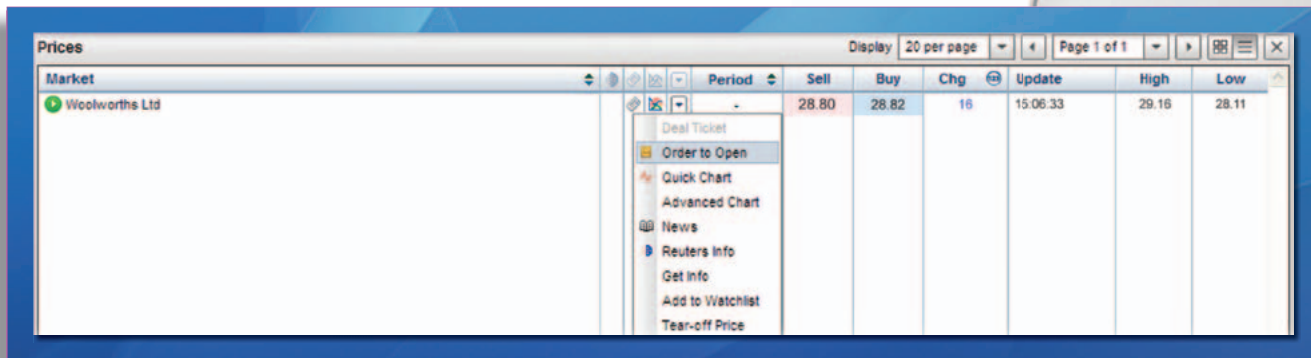 Prices Display 20 per page Page 1 of 1
Market Period Sell Buy Chg 123 Update High Low
Woolworths Ltd - 28.80 28.82 16 15:06:33 29.16 28.11
Deal Ticket
Order to Open
Quick Chart
Advanced Chart
News
Reuters Info
Get Info
Add to Watchlist
Tear-off Price